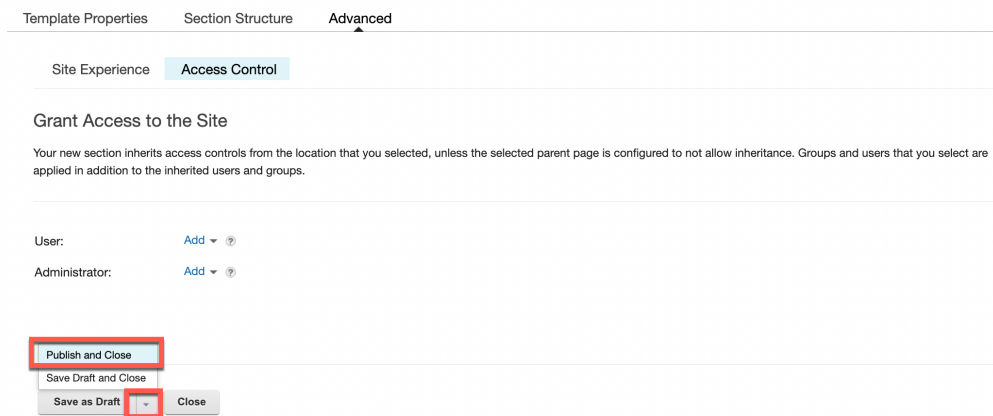 Template Properties Section Structure Advanced
Site Experience Access Control
Grant Access to the Site
Your new section inherits access controls from the location that you selected, unless the selected parent page is configured to not allow inheritance. Groups and users that you select are
applied in addition to the inherited users and groups.
User: Add ?
Administrator: Add ?
Publish and Close
Save Draft and Close
Save as Draft Close